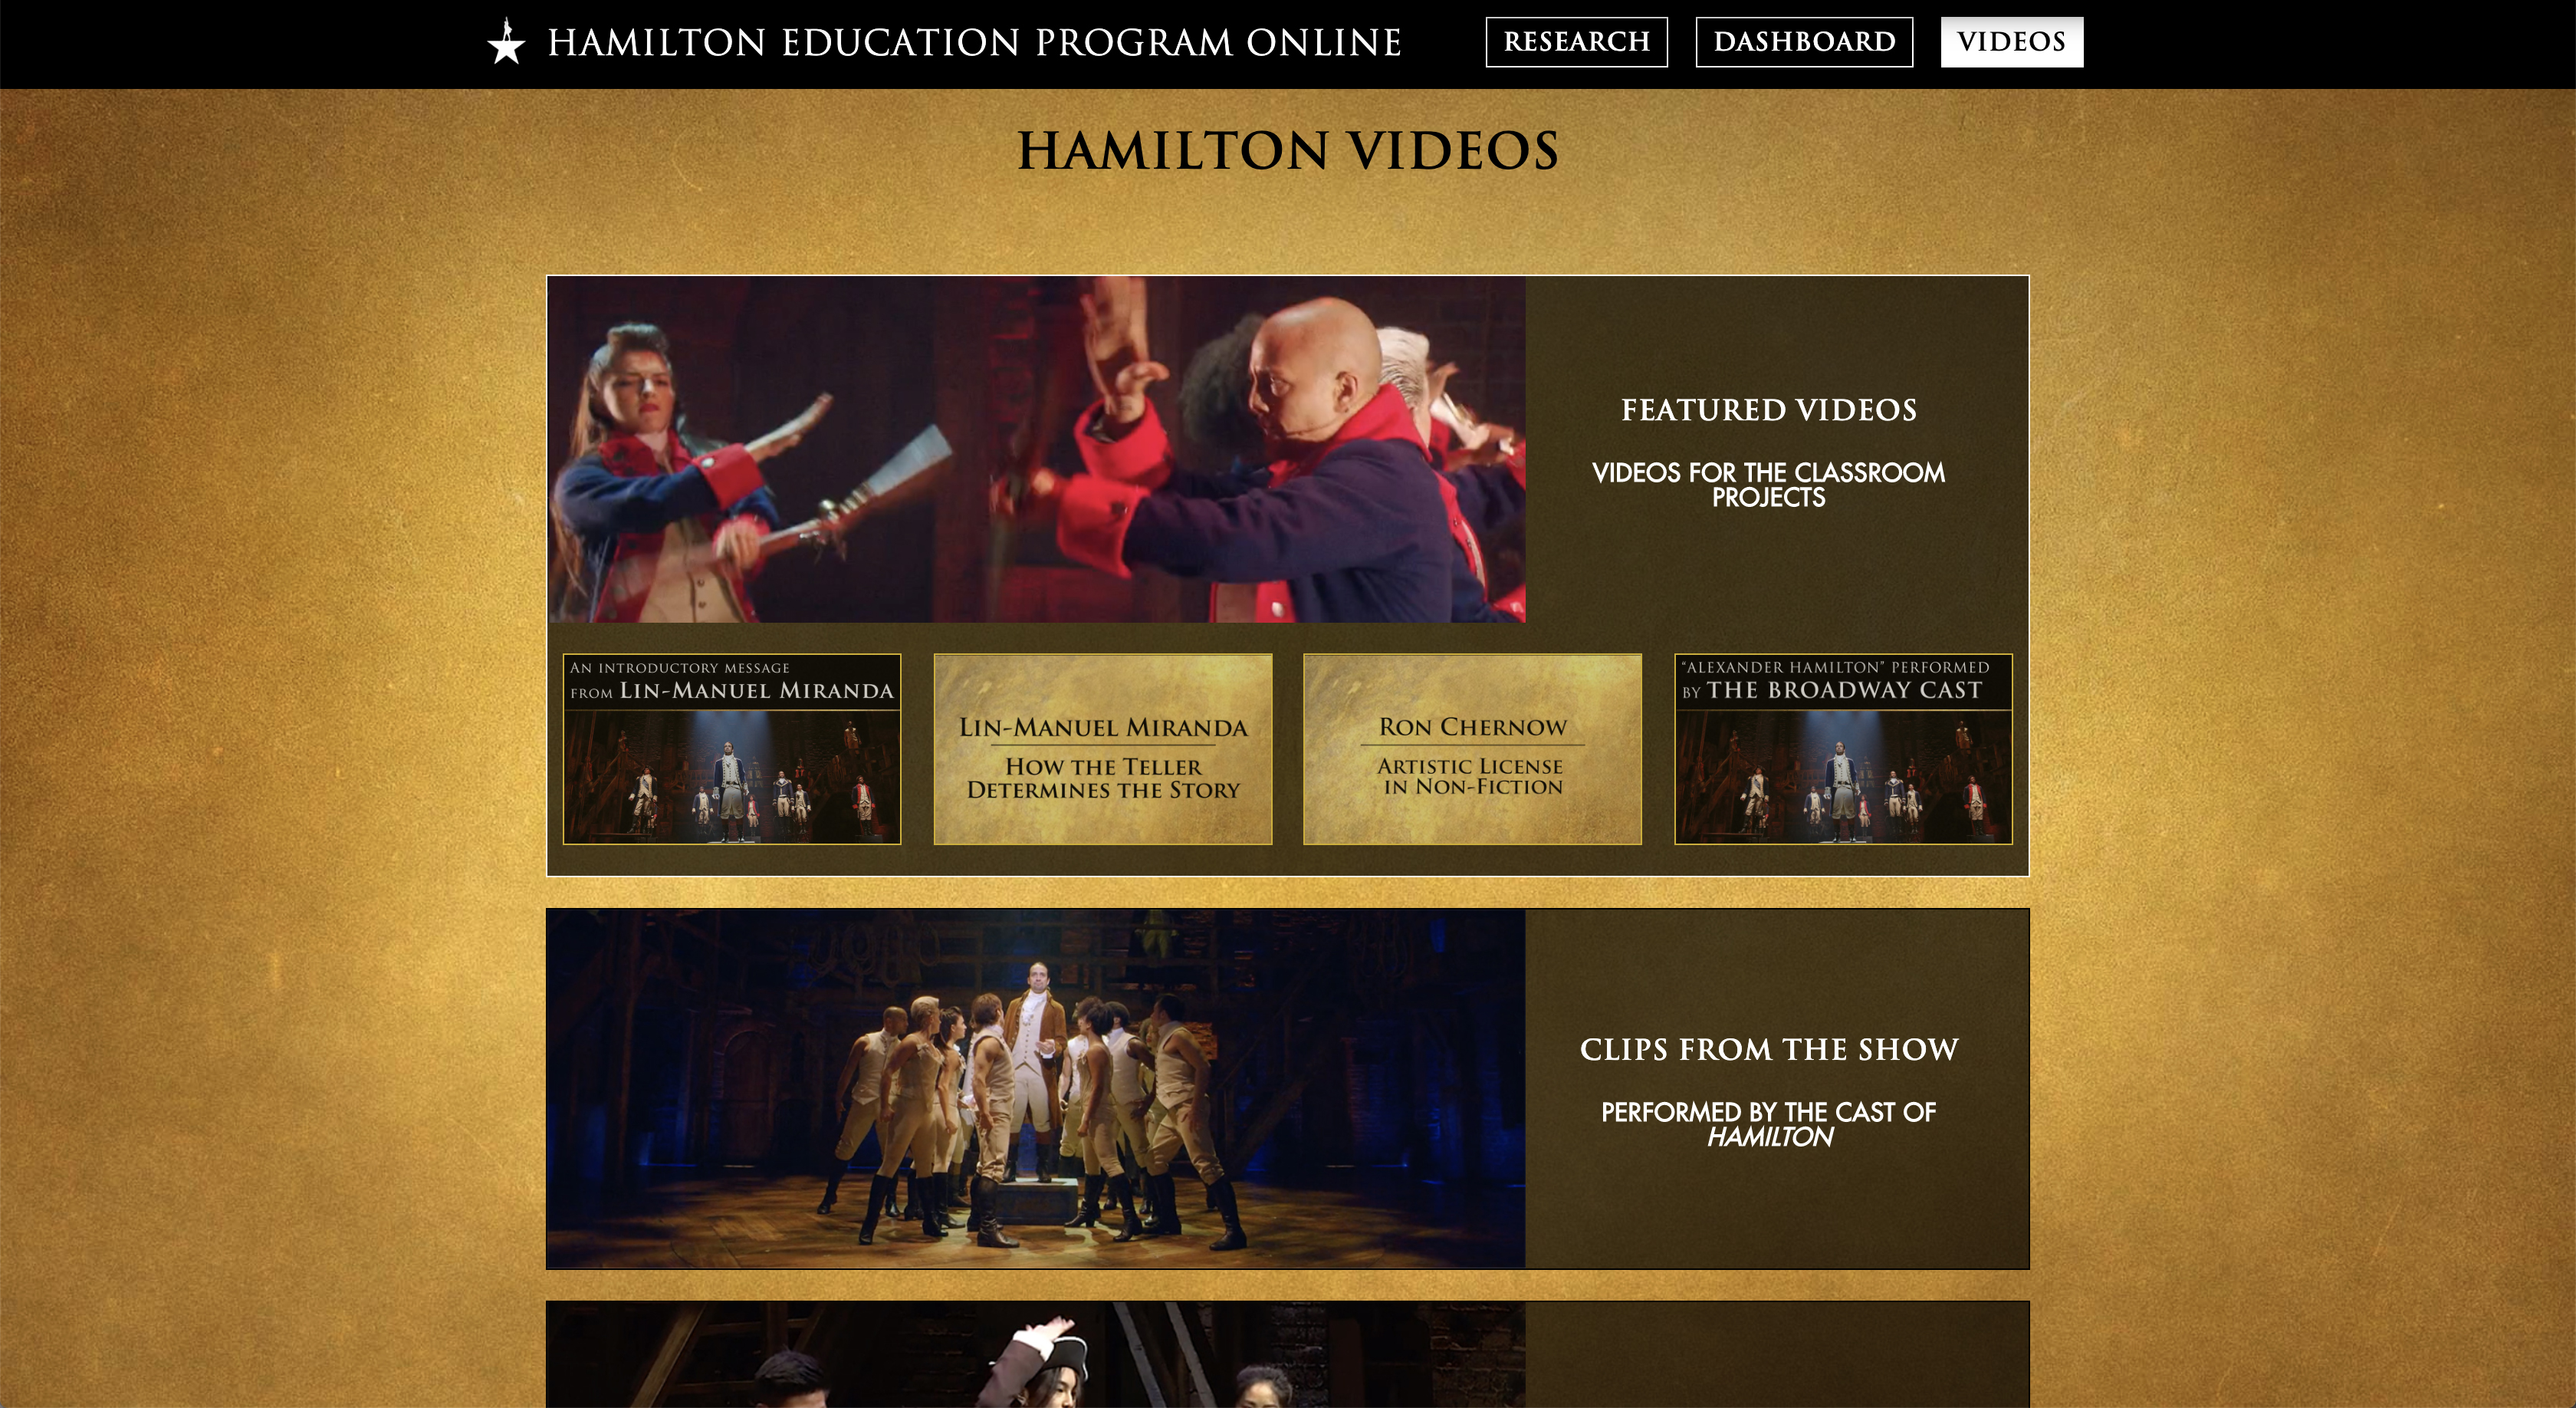 HAMILTON EDUCATION PROGRAM ONLINE
RESEARCH
DASHBOARD
VIDEOS
HAMILTON VIDEOS
FEATURED VIDEOS
VIDEOS FOR THE CLASSROOM
PROJECTS
AN INTRODUCTORY MESSAGE
FROM LIN-MANUEL MIRANDA
LIN-MANUEL MIRANDA
HOW THE TELLER
DETERMINES THE STORY
RON CHERNOW
ARTISTIC LICENSE
IN NON-FICTION
“ALEXANDER HAMILTON” PERFORMED
BY THE BROADWAY CAST
CLIPS FROM THE SHOW
PERFORMED BY THE CAST OF
HAMILTON